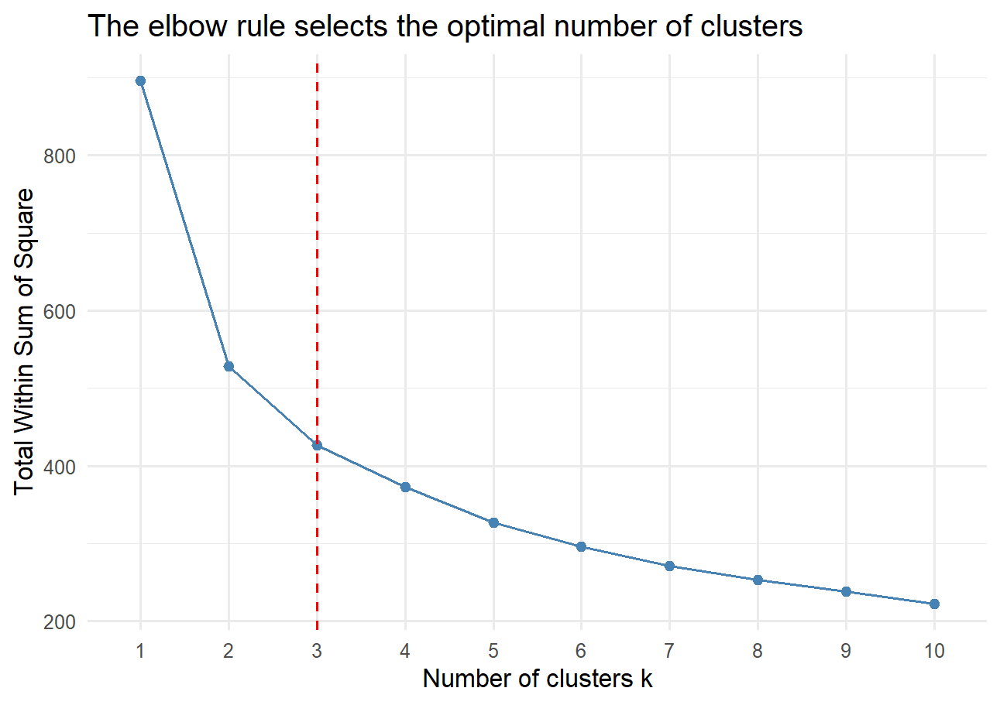 The elbow rule selects the optimal number of clusters
Total Within Sum of Square
800
600
400
200
1 2 3 4 5 6 7 8 9 10
Number of clusters k